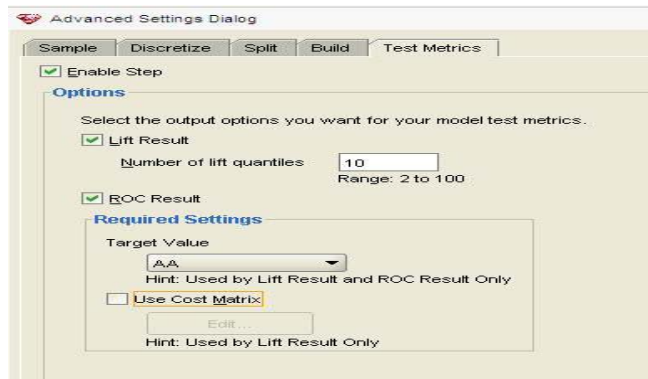 Advanced Settings Dialog
Sample Discretize Split Build Test Metrics
Enable Step
Options
Select the output options you want for your model test metrics.
Lift Result
Number of lift quantiles 10
Range: 2 to 100
ROC Result
Required Settings
Target Value
AA
Hint: Used by Lift Result and ROC Result Only
Use Cost Matrix
Edit...
Hint: Used by Lift Result Only